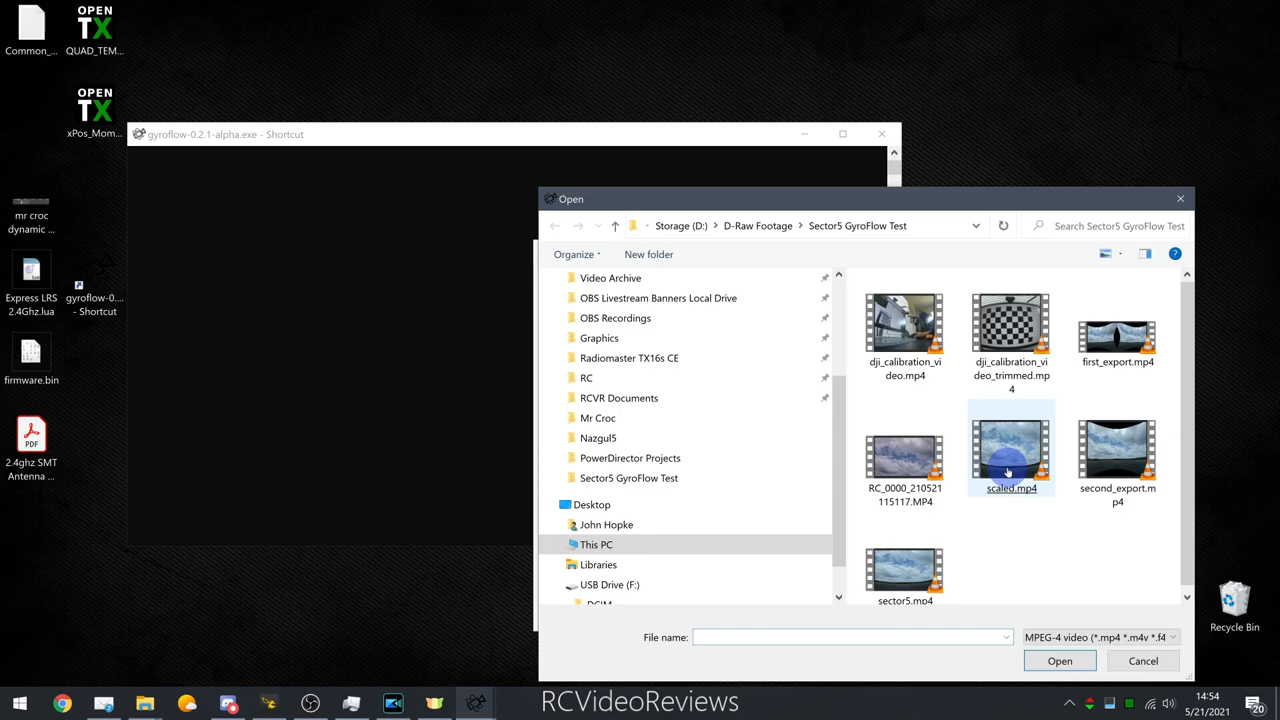 OPEN
TX
Common_...
QUAD_TEM...
OPEN
TX
xPos_Mom...
mr croc
dynamic ...
Express LRS
2.4Ghz.lua
gyroflow-0....
- Shortcut
firmware.bin
PDF
2.4ghz SMT
Antenna ...
gyroflow-0.2.1-alpha.exe - Shortcut
Open
Storage (D:)
D-Raw Footage
Sector5 GyroFlow Test
Search Sector5 GyroFlow Test
Organize
New folder
Video Archive
OBS Livestream Banners Local Drive
OBS Recordings
Graphics
Radiomaster TX16s CE
RC
RCVR Documents
Mr Croc
Nazgul5
PowerDirector Projects
Sector5 GyroFlow Test
Desktop
John Hopke
This PC
Libraries
USB Drive (F:)
DCIM
dji_calibration_vi
deo.mp4
dji_calibration_vi
deo_trimmed.mp
4
first_export.mp4
RC_0000_210521
115117.MP4
scaled.mp4
second_export.m
p4
sector5.mp4
File name:
MPEG-4 video (*.mp4 *.m4v *.f4
Open
Cancel
Recycle Bin
RCVideoReviews
14:54
5/21/2021
20